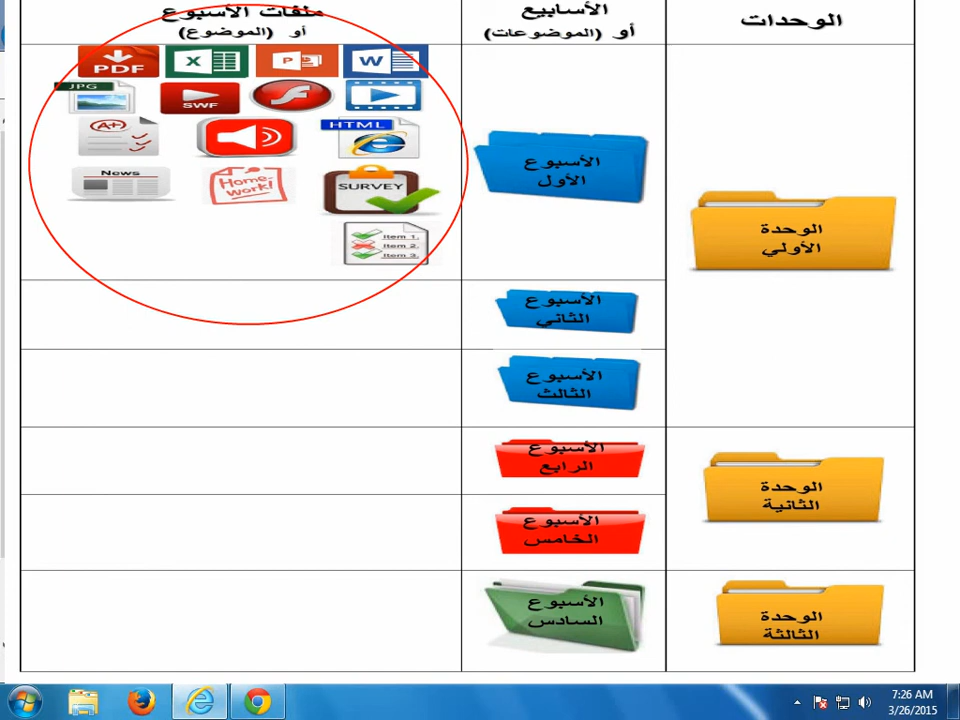 الوحدات
الأسابيع
أو (الموضوعات)
ملفات الأسبوع
أو (الموضوع)
الوحدة
الأولي
الأسبوع
الأول
W
P
X
PDF
SWF
JPG
HTML
A+
SURVEY
Home-
work!
News
Item 1.
Item 2.
Item 3.
الأسبوع
الثاني
الأسبوع
الثالث
الوحدة
الثانية
الأسبوع
الرابع
الأسبوع
الخامس
الوحدة
الثالثة
الأسبوع
السادس
7:26 AM
3/26/2015